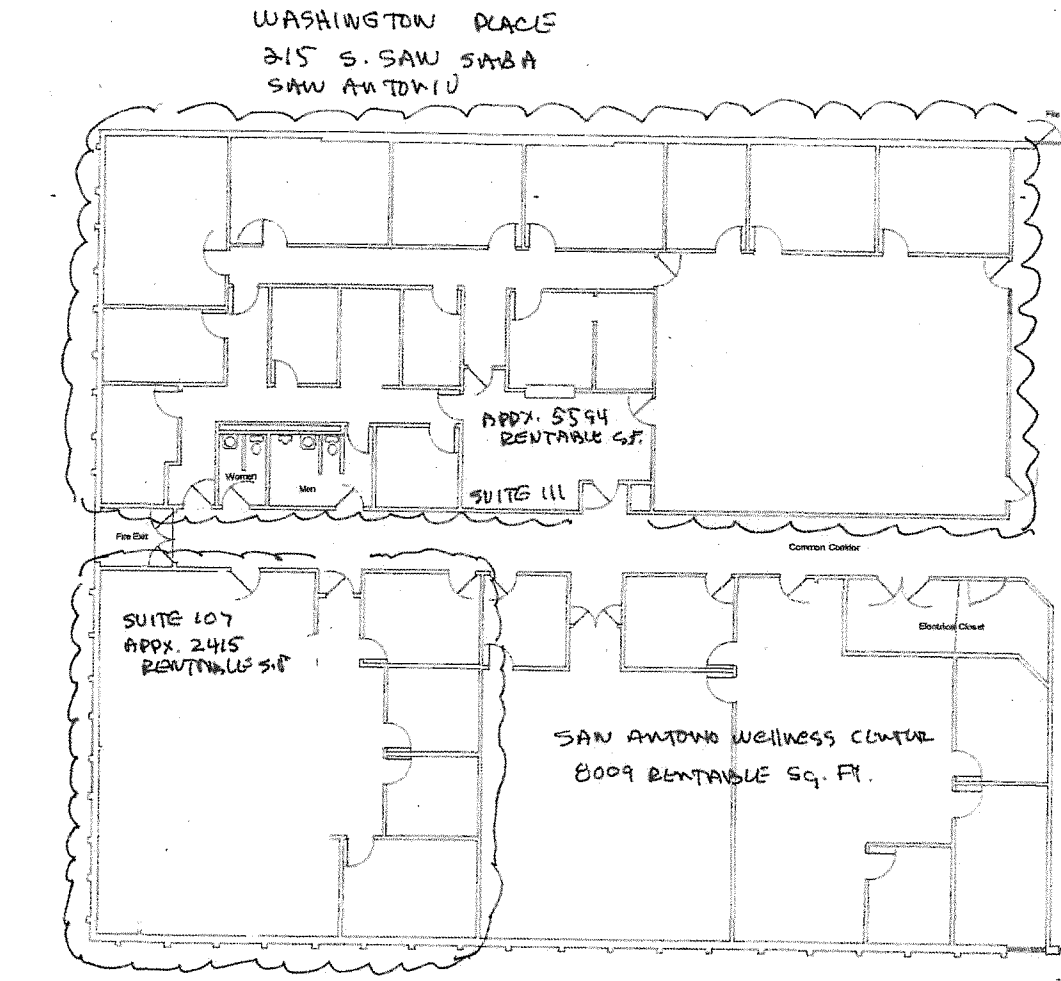 WASHINGTON PLACE
215 S. SAN SABA
SAN ANTONIO
Fire
APPX. 5594
RENTABLE S.F.
SUITE 111
Women
Men
Fire Exit
Common Corridor
SUITE 107
APPX. 2415
RENTABLE S.F
Electrical Closet
SAN ANTONIO WELLNESS CENTER
8009 RENTABLE SQ. FT.